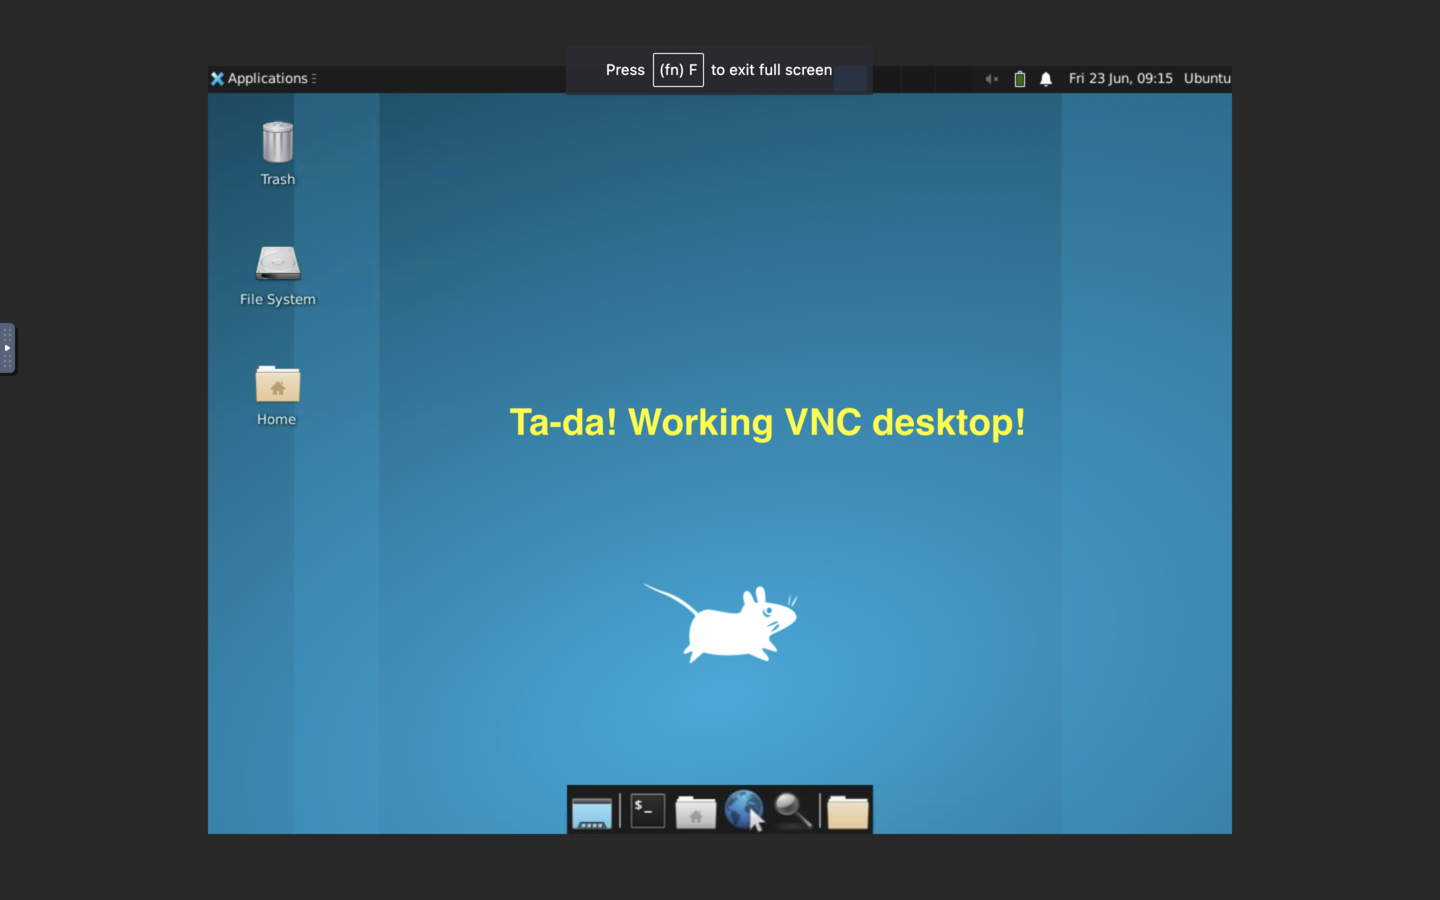 Press (fn) F to exit full screen
Applications
Fri 23 Jun, 09:15 Ubuntu
Trash
File System
Home
Ta-da! Working VNC desktop!
$_